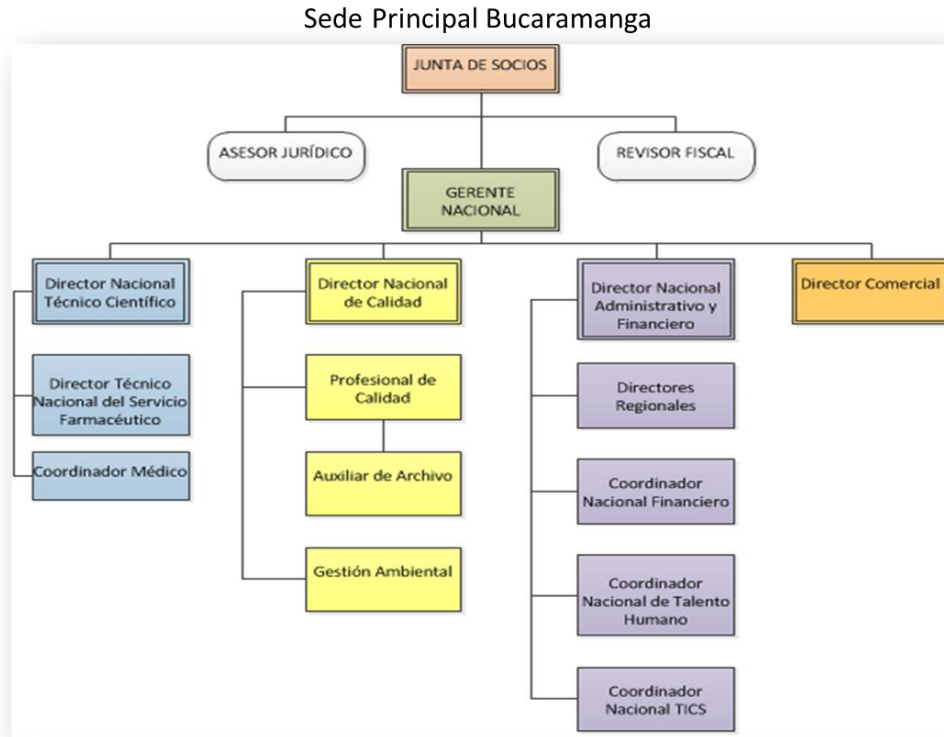 Sede Principal Bucaramanga
JUNTA DE SOCIOS
ASESOR JURÍDICO
REVISOR FISCAL
GERENTE
NACIONAL
Director Nacional
Técnico Científico
Director Nacional
de Calidad
Director Nacional
Administrativo y
Financiero
Director Comercial
Director Técnico
Nacional del Servicio
Farmacéutico
Profesional de
Calidad
Directores
Regionales
Coordinador Médico
Auxiliar de Archivo
Coordinador
Nacional Financiero
Gestión Ambiental
Coordinador
Nacional de Talento
Humano
Coordinador
Nacional TICS